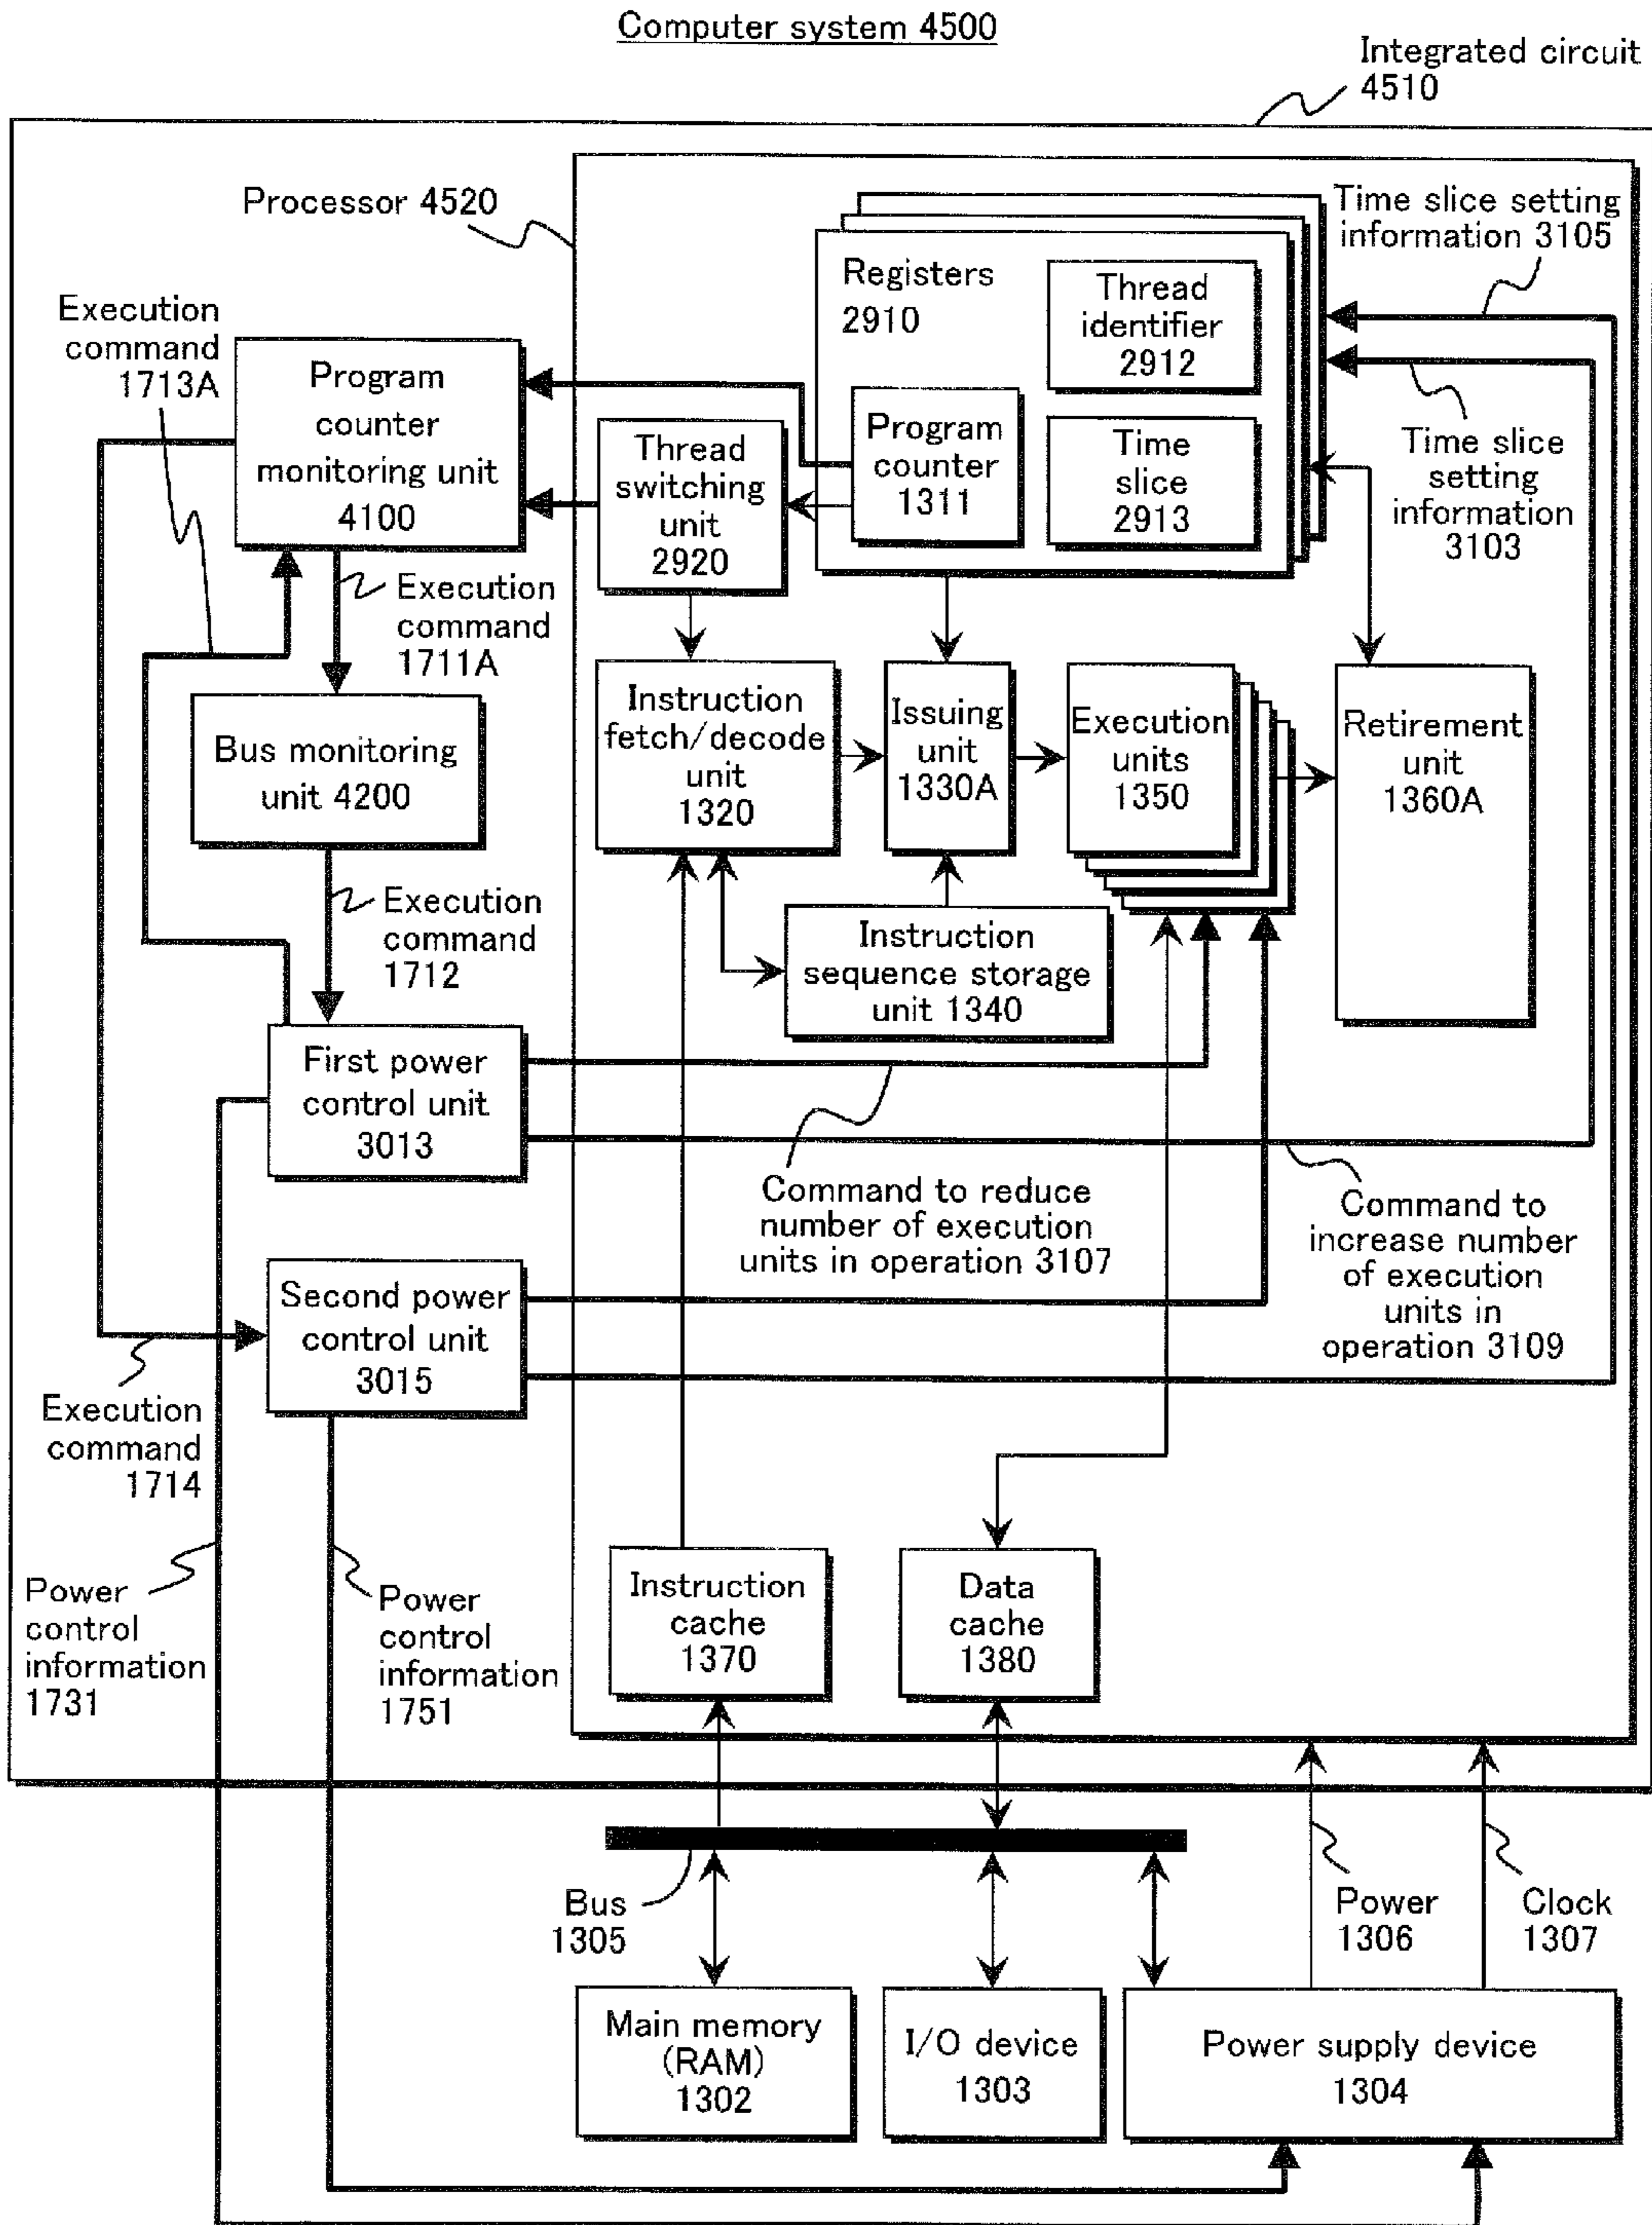 Computer system 4500
Integrated circuit
4510
Processor 4520
Time slice setting
information 3105
Registers
2910
Thread
identifier
2912
Execution
command
1713A
Program
counter
monitoring unit
4100
Thread
switching
unit
2920
Program
counter
1311
Time
slice
2913
Time slice
setting
information
3103
Execution
command
1711A
Bus monitoring
unit 4200
Instruction
fetch/decode
unit
1320
Issuing
unit
1330A
Execution
units
1350
Retirement
unit
1360A
Execution
command
1712
Instruction
sequence storage
unit 1340
First power
control unit
3013
Command to reduce
number of execution
units in operation 3107
Command to
increase number
of execution
units in
operation 3109
Second power
control unit
3015
Execution
command
1714
Power
control
information
1731
Power
control
information
1751
Instruction
cache
1370
Data
cache
1380
Bus
1305
Power
1306
Clock
1307
Main memory
(RAM)
1302
I/O device
1303
Power supply device
1304